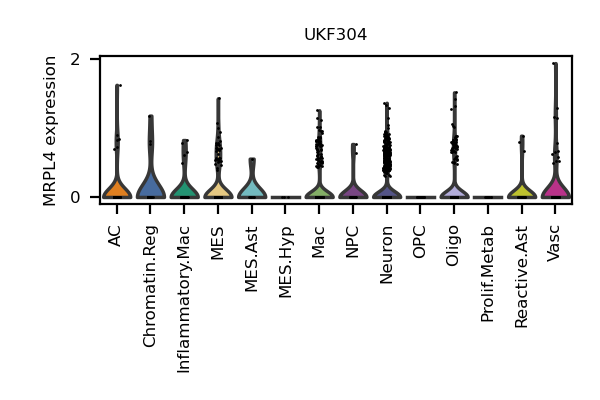 UKF304
MRPL4 expression
2
0
AC
Chromatin.Reg
Inflammatory.Mac
MES
MES.Ast
MES.Hyp
Mac
NPC
Neuron
OPC
Oligo
Prolif.Metab
Reactive.Ast
Vasc